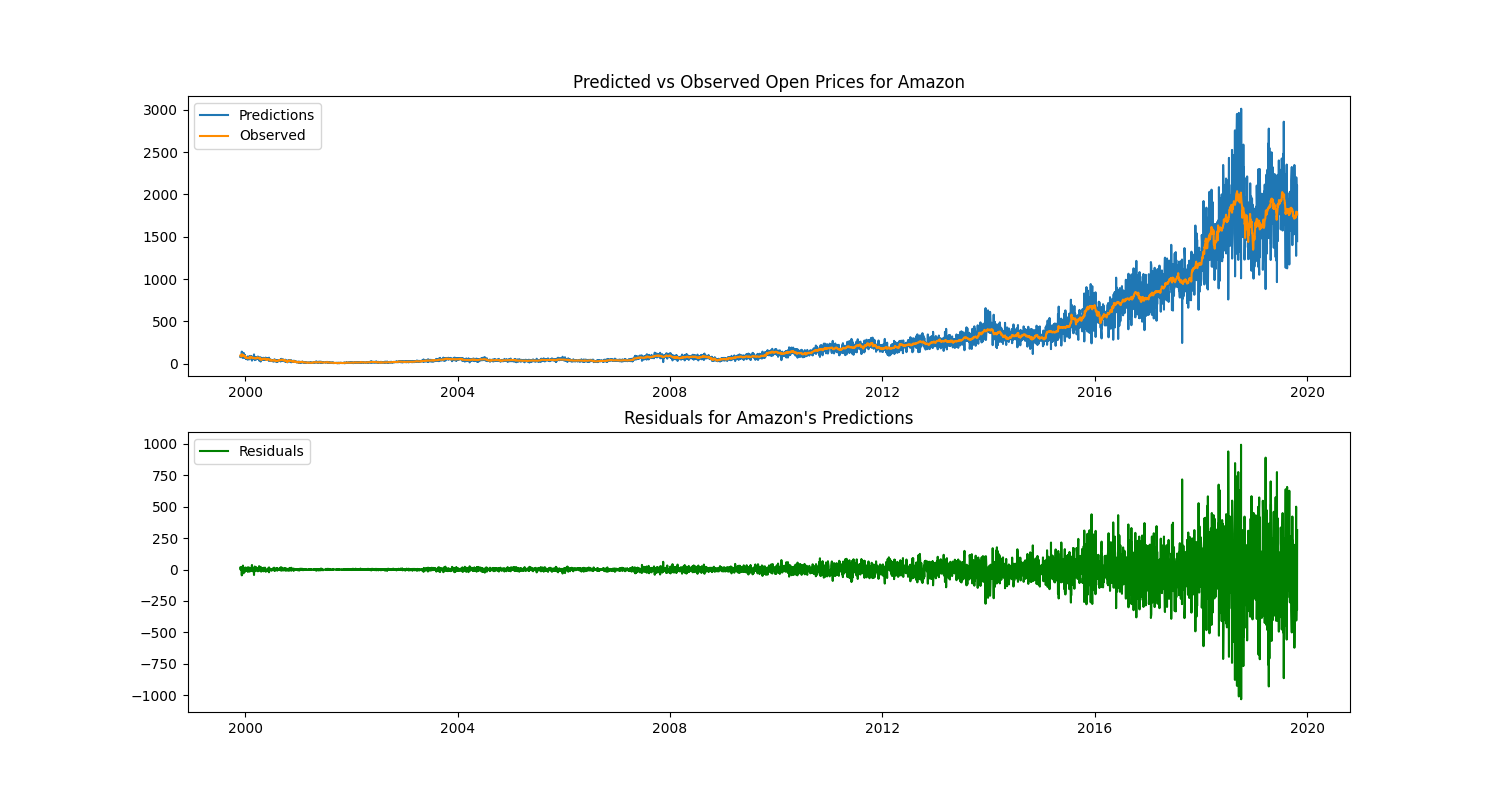 Predicted vs Observed Open Prices for Amazon
Predictions
Observed
3000
2500
2000
1500
1000
500
0
2000 2004 2008 2012 2016 2020
Residuals for Amazon's Predictions
Residuals
1000
750
500
250
0
−250
−500
−750
−1000
2000 2004 2008 2012 2016 2020